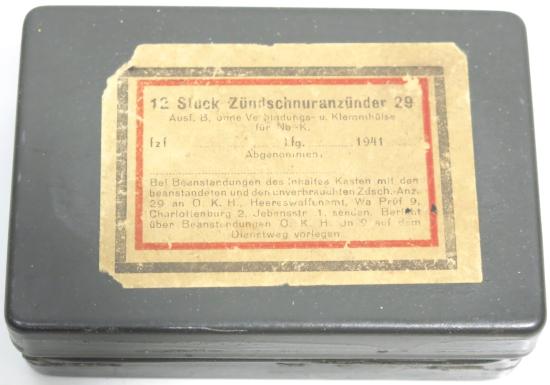 12 Stück Zündschnuranzünder 29
Ausf. B, ohne Verbindungs- u. Klemmhülse
für Nb.-K.
fzf Lfg. 1941
Abgenommen:
Bei Beanstandungen des Inhaltes Kasten mit den
beanstandeten und den unverbrauchten Zdsch.-Anz.
29 an O. K. H., Heereswaffenamt, Wa Prüf 9,
Charlottenburg 2, Jebensstr. 1, senden. Bericht
über Beanstandungen O. K. H. Jn 9 auf dem
Dienstweg vorlegen.